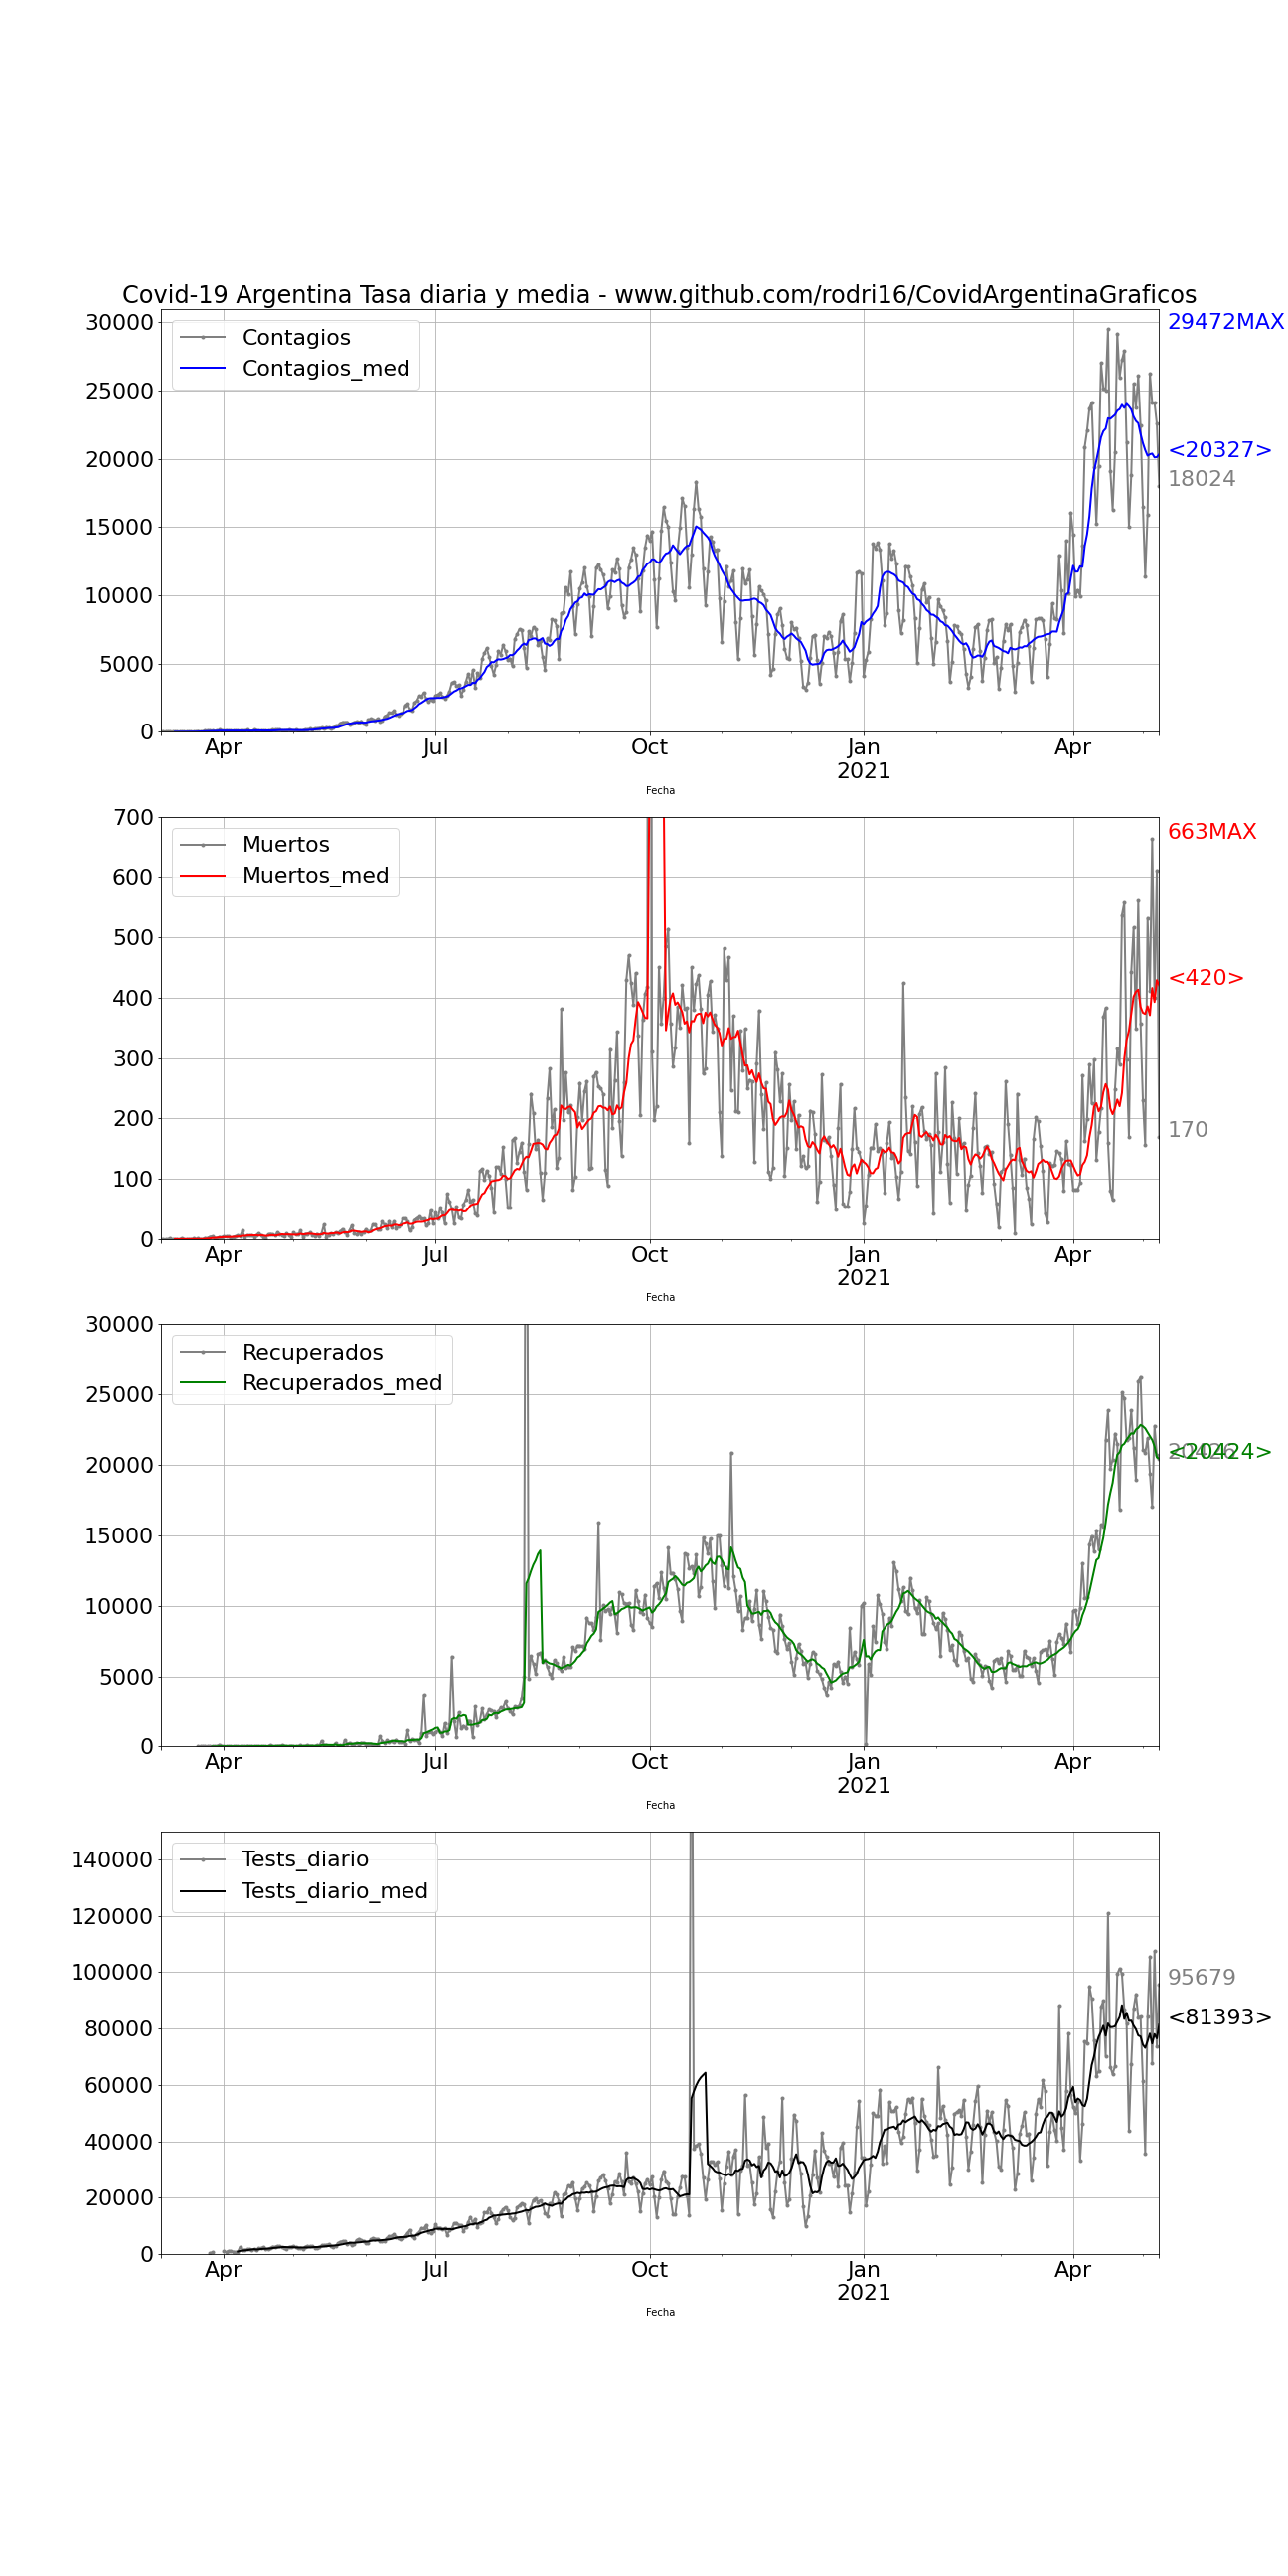 Covid-19 Argentina Tasa diaria y media - www.github.com/rodri16/CovidArgentinaGraficos
30000
25000
20000
15000
10000
5000
0
Contagios
Contagios_med
29472MAX
<20327>
18024
Apr
Jul
Oct
Jan
2021
Apr
Fecha
700
600
500
400
300
200
100
0
Muertos
Muertos_med
663MAX
<420>
170
Apr
Jul
Oct
Jan
2021
Apr
Fecha
30000
25000
20000
15000
10000
5000
0
Recuperados
Recuperados_med
20426
<20424>
Apr
Jul
Oct
Jan
2021
Apr
Fecha
140000
120000
100000
80000
60000
40000
20000
0
Tests_diario
Tests_diario_med
95679
<81393>
Apr
Jul
Oct
Jan
2021
Apr
Fecha